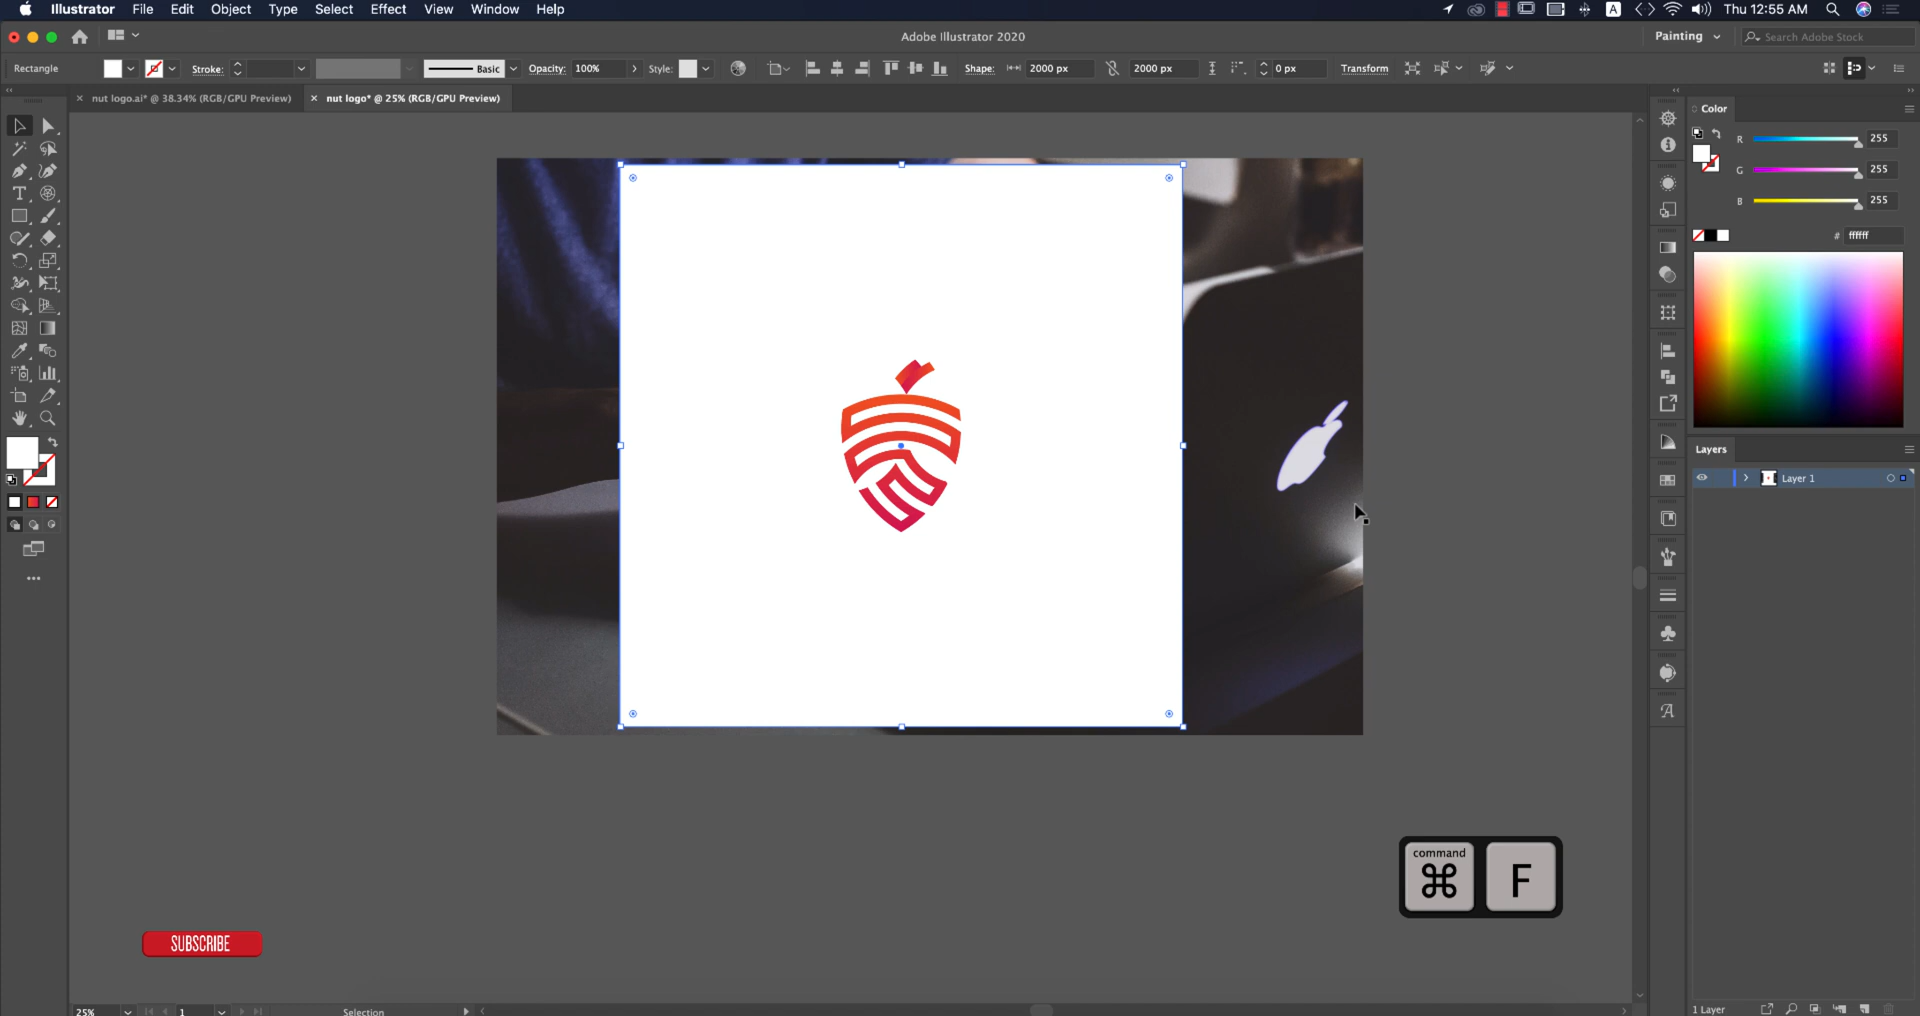 Illustrator File Edit Object Type Select Effect View Window Help
A Thu 12:55 AM
Adobe Illustrator 2020
Painting
Search Adobe Stock
Rectangle Stroke: Basic Opacity: 100% Style: Shape: 2000 px 2000 px 0 px Transform
nut logo.ai* @ 38.34% (RGB/GPU Preview)
nut logo* @ 25% (RGB/GPU Preview)
Color
R 255
G 255
B 255
# ffffff
Layers
Layer 1
command
⌘ F
SUBSCRIBE
25% 1 Selection
1 Layer